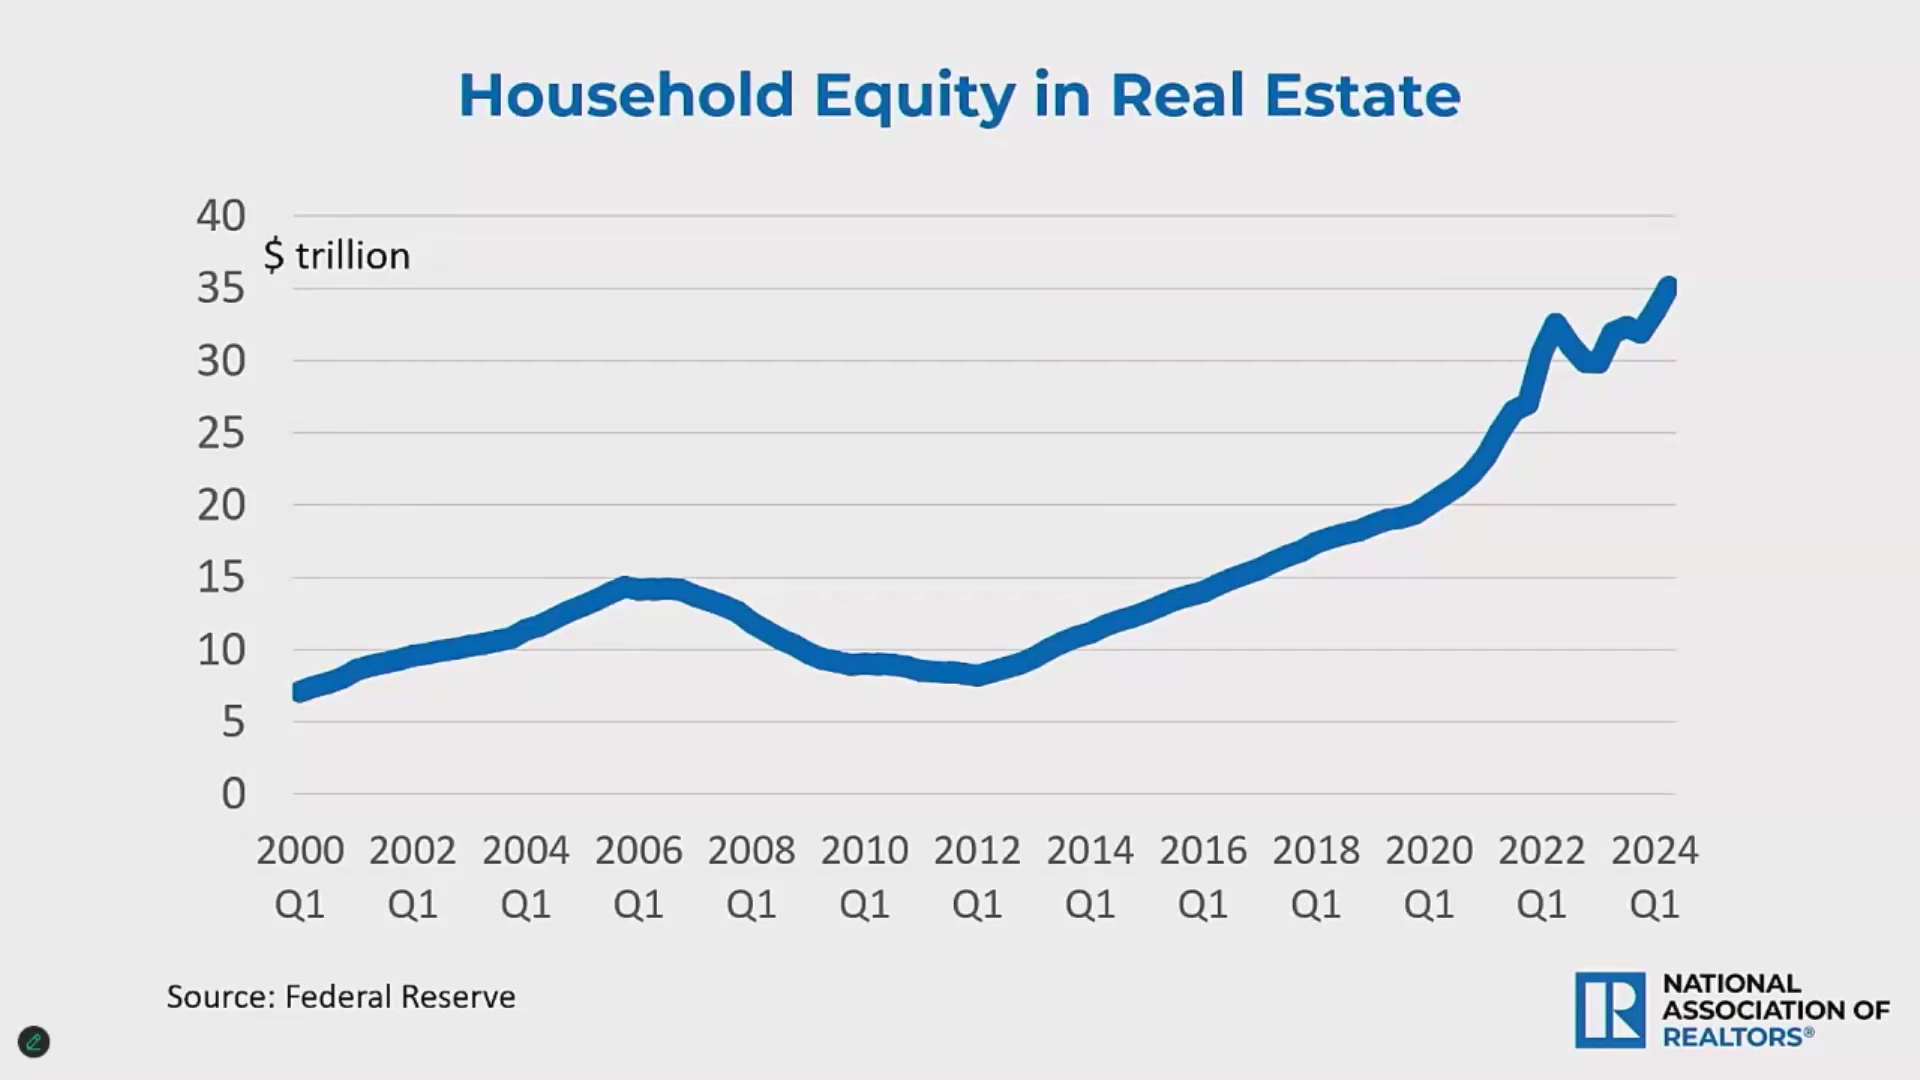 Household Equity in Real Estate
40
$ trillion
35
30
25
20
15
10
5
0
2000 2002 2004 2006 2008 2010 2012 2014 2016 2018 2020 2022 2024
Q1 Q1 Q1 Q1 Q1 Q1 Q1 Q1 Q1 Q1 Q1 Q1 Q1
Source: Federal Reserve
R
NATIONAL
ASSOCIATION OF
REALTORS®